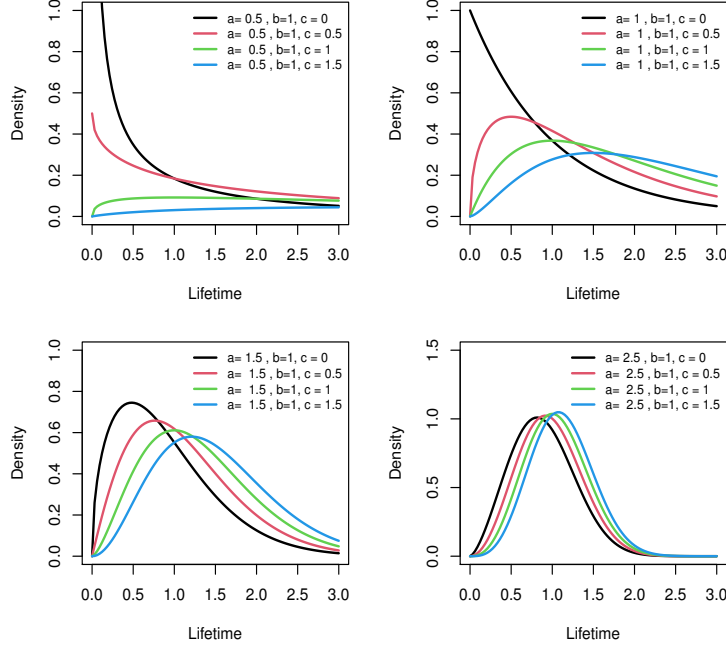 a= 0.5 , b=1, c = 0
a= 0.5 , b=1, c = 0.5
a= 0.5 , b=1, c = 1
a= 0.5 , b=1, c = 1.5
Density
0.0 0.2 0.4 0.6 0.8 1.0
0.0 0.5 1.0 1.5 2.0 2.5 3.0
Lifetime
a= 1 , b=1, c = 0
a= 1 , b=1, c = 0.5
a= 1 , b=1, c = 1
a= 1 , b=1, c = 1.5
Density
0.0 0.2 0.4 0.6 0.8 1.0
0.0 0.5 1.0 1.5 2.0 2.5 3.0
Lifetime
a= 1.5 , b=1, c = 0
a= 1.5 , b=1, c = 0.5
a= 1.5 , b=1, c = 1
a= 1.5 , b=1, c = 1.5
Density
0.0 0.2 0.4 0.6 0.8 1.0
0.0 0.5 1.0 1.5 2.0 2.5 3.0
Lifetime
a= 2.5 , b=1, c = 0
a= 2.5 , b=1, c = 0.5
a= 2.5 , b=1, c = 1
a= 2.5 , b=1, c = 1.5
Density
0.0 0.5 1.0 1.5
0.0 0.5 1.0 1.5 2.0 2.5 3.0
Lifetime